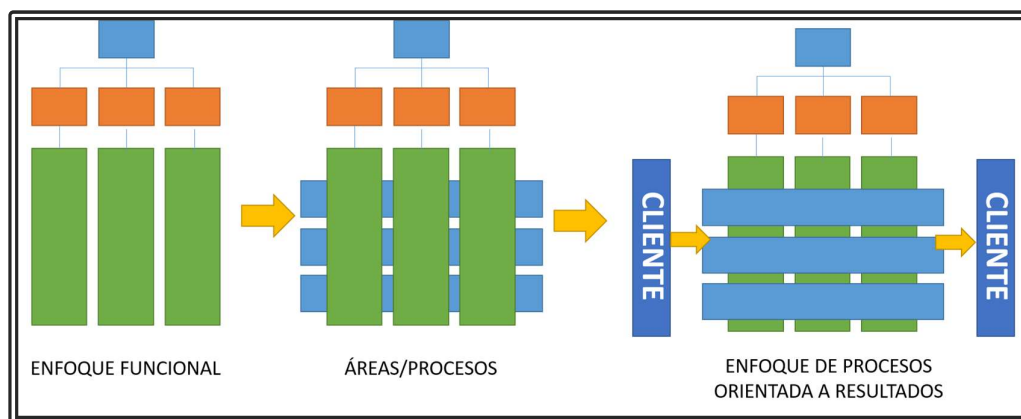 CLIENTE
CLIENTE
ENFOQUE FUNCIONAL
ÁREAS/PROCESOS
ENFOQUE DE PROCESOS
ORIENTADA A RESULTADOS